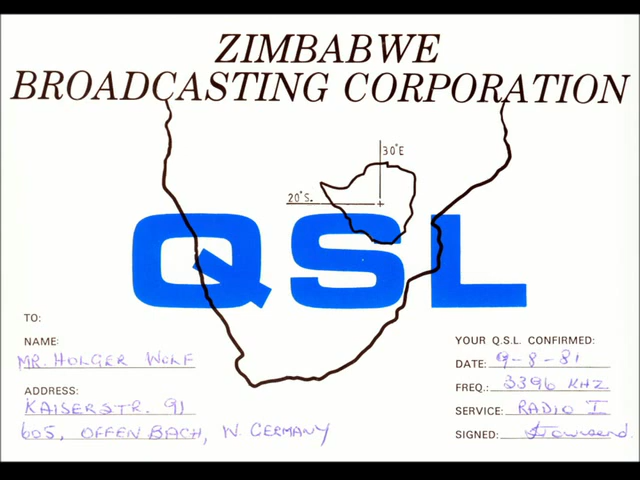 ZIMBABWE
BROADCASTING CORPORATION
30°E
20°S.
QSL
TO:
NAME:
MR. HOLGER WOLF
ADDRESS:
KAISERSTR. 91
605, OFFENBACH, W. GERMANY
YOUR Q.S.L. CONFIRMED:
DATE: 9-8-81
FREQ.: 3396 KHZ
SERVICE: RADIO I
SIGNED: Townsend.